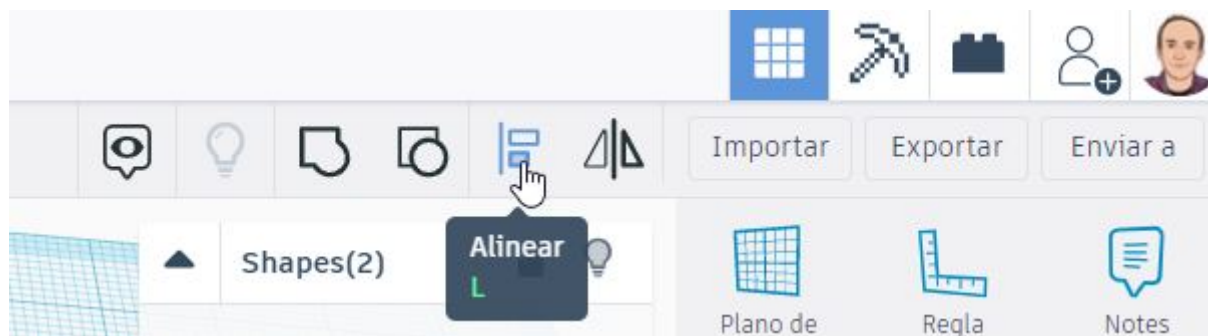 Importar
Exportar
Enviar a
Shapes(2)
Alinear
L
Plano de
Regla
Notes